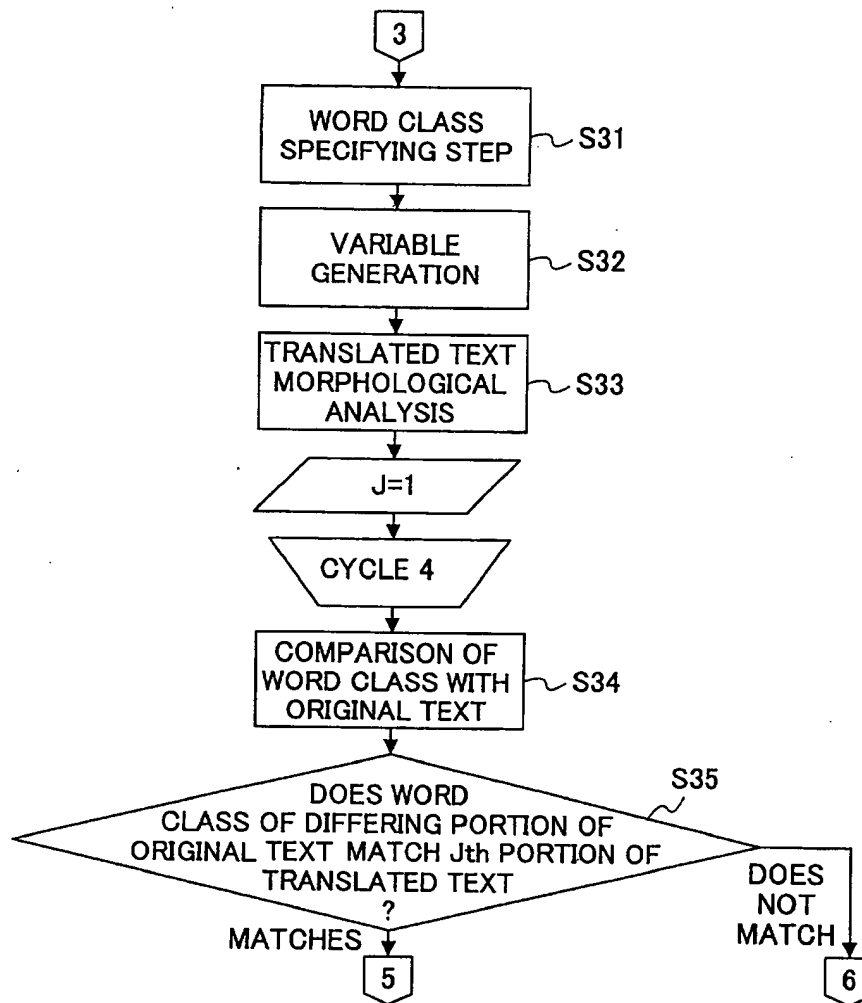 3
WORD CLASS
SPECIFYING STEP
S31
VARIABLE
GENERATION
S32
TRANSLATED TEXT
MORPHOLOGICAL
ANALYSIS
S33
J=1
CYCLE 4
COMPARISON OF
WORD CLASS WITH
ORIGINAL TEXT
S34
S35
DOES WORD
CLASS OF DIFFERING PORTION OF
ORIGINAL TEXT MATCH Jth PORTION OF
TRANSLATED TEXT
?
MATCHES
DOES
NOT
MATCH
5
6